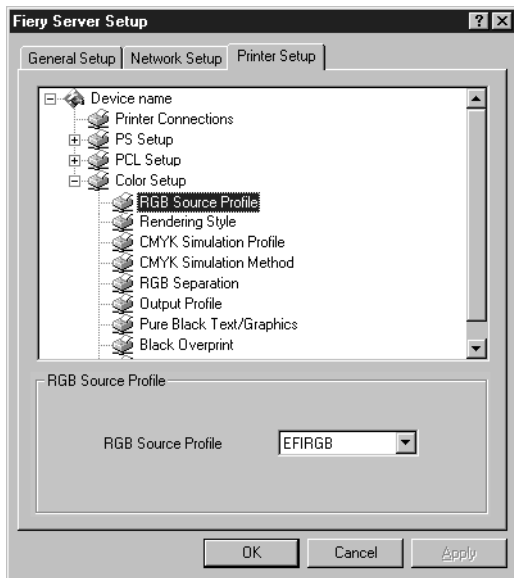 Fiery Server Setup
General Setup Network Setup Printer Setup
Device name
Printer Connections
PS Setup
PCL Setup
Color Setup
RGB Source Profile
Rendering Style
CMYK Simulation Profile
CMYK Simulation Method
RGB Separation
Output Profile
Pure Black Text/Graphics
Black Overprint
RGB Source Profile
RGB Source Profile EFIRGB
OK Cancel Apply